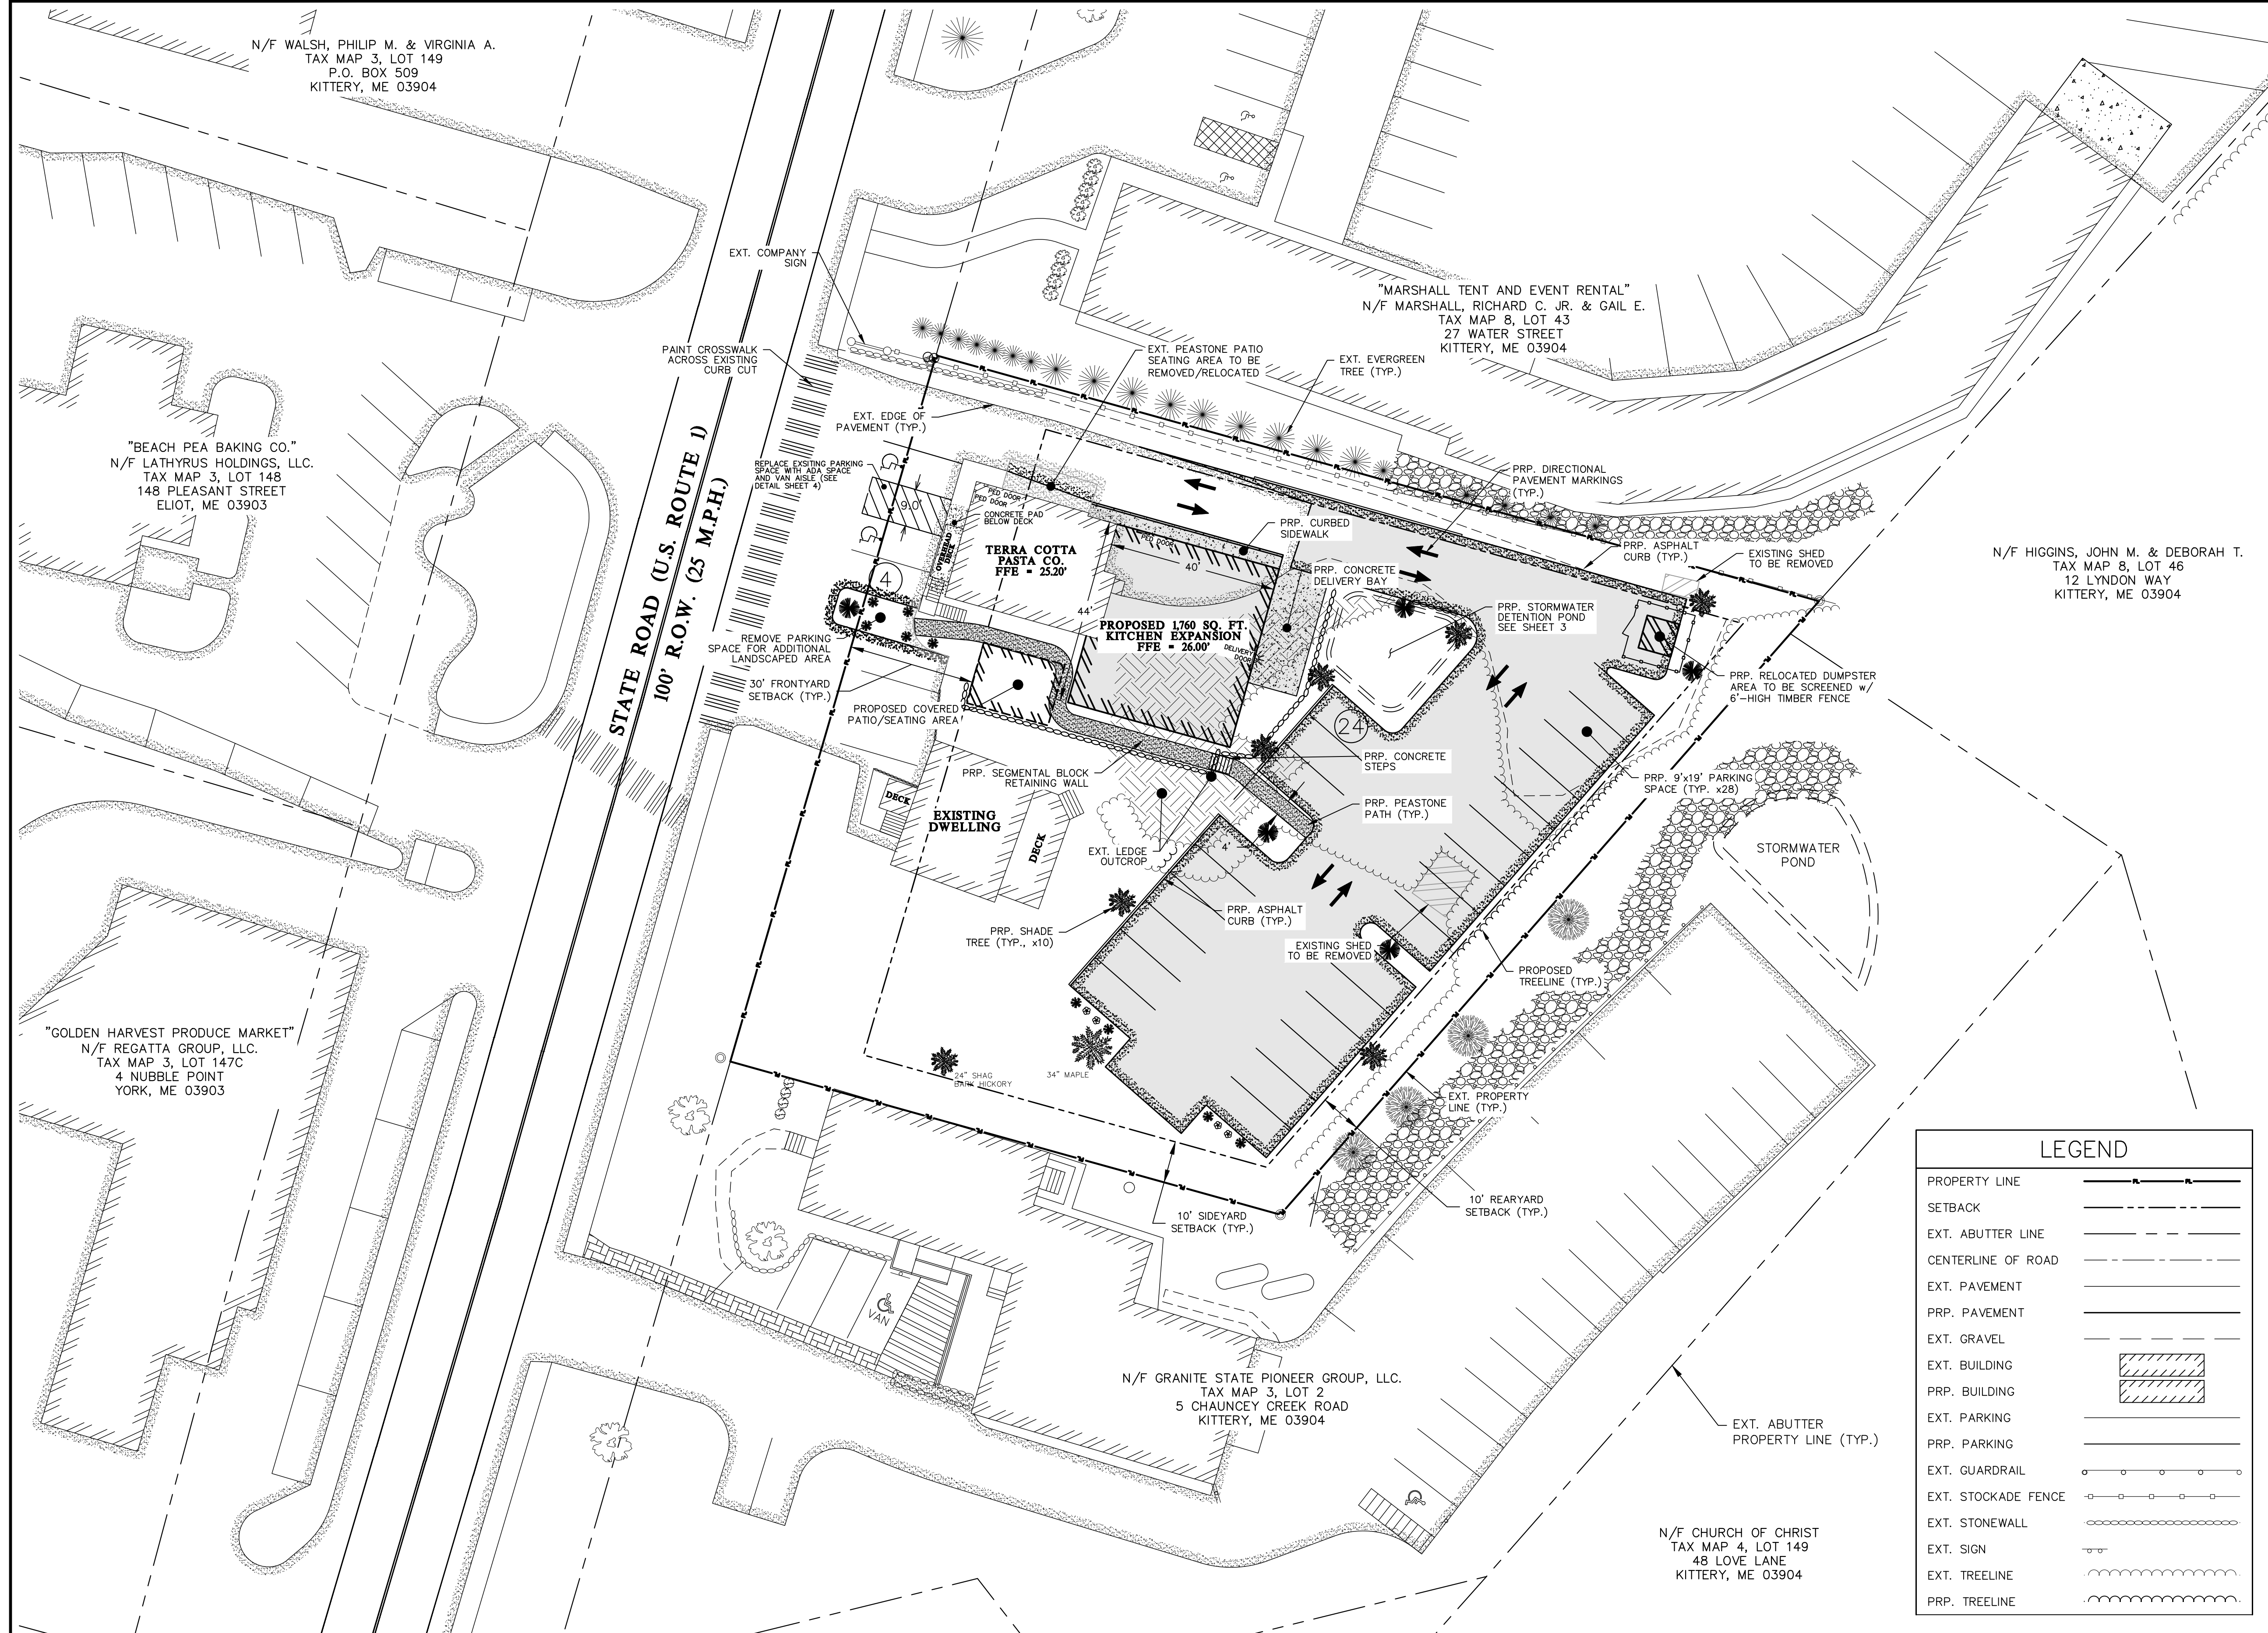 N/F WALSH, PHILIP M. & VIRGINIA A.
TAX MAP 3, LOT 149
P.O. BOX 509
KITTERY, ME 03904
EXT. COMPANY
SIGN
"MARSHALL TENT AND EVENT RENTAL"
N/F MARSHALL, RICHARD C. JR. & GAIL E.
TAX MAP 8, LOT 43
27 WATER STREET
KITTERY, ME 03904
PAINT CROSSWALK
ACROSS EXISTING
CURB CUT
EXT. PEASTONE PATIO
SEATING AREA TO BE
REMOVED/RELOCATED
EXT. EVERGREEN
TREE (TYP.)
EXT. EDGE OF
PAVEMENT (TYP.)
"BEACH PEA BAKING CO."
N/F LATHYRUS HOLDINGS, LLC.
TAX MAP 3, LOT 148
148 PLEASANT STREET
ELIOT, ME 03903
STATE ROAD (U.S. ROUTE 1)
100' R.O.W. (25 M.P.H.)
REPLACE EXSITING PARKING
SPACE WITH ADA SPACE
AND VAN AISLE (SEE
DETAIL SHEET 4)
9.0'
PED DOOR
PED DOOR
CONCRETE PAD
BELOW DECK
OVERHEAD
DECK
TERRA COTTA
PASTA CO.
FFE = 25.20'
4
PED DOOR
40'
44'
PRP. CURBED
SIDEWALK
PRP. CONCRETE
DELIVERY BAY
PRP. DIRECTIONAL
PAVEMENT MARKINGS
(TYP.)
PRP. ASPHALT
CURB (TYP.)
EXISTING SHED
TO BE REMOVED
N/F HIGGINS, JOHN M. & DEBORAH T.
TAX MAP 8, LOT 46
12 LYNDON WAY
KITTERY, ME 03904
PROPOSED 1,760 SQ. FT.
KITCHEN EXPANSION
FFE = 26.00'
DELIVERY
DOOR
PRP. STORMWATER
DETENTION POND
SEE SHEET 3
REMOVE PARKING
SPACE FOR ADDITIONAL
LANDSCAPED AREA
30' FRONTYARD
SETBACK (TYP.)
PROPOSED COVERED
PATIO/SEATING AREA
PRP. RELOCATED DUMPSTER
AREA TO BE SCREENED w/
6'-HIGH TIMBER FENCE
24
PRP. CONCRETE
STEPS
PRP. SEGMENTAL BLOCK
RETAINING WALL
PRP. 9'x19' PARKING
SPACE (TYP. x28)
PRP. PEASTONE
PATH (TYP.)
DECK
EXISTING
DWELLING
DECK
EXT. LEDGE
OUTCROP
4'
STORMWATER
POND
PRP. ASPHALT
CURB (TYP.)
PRP. SHADE
TREE (TYP., x10)
EXISTING SHED
TO BE REMOVED
PROPOSED
TREELINE (TYP.)
"GOLDEN HARVEST PRODUCE MARKET"
N/F REGATTA GROUP, LLC.
TAX MAP 3, LOT 147C
4 NUBBLE POINT
YORK, ME 03903
24" SHAG
BARK HICKORY
34" MAPLE
EXT. PROPERTY
LINE (TYP.)
10' SIDEYARD
SETBACK (TYP.)
10' REARYARD
SETBACK (TYP.)
VAN
N/F GRANITE STATE PIONEER GROUP, LLC.
TAX MAP 3, LOT 2
5 CHAUNCEY CREEK ROAD
KITTERY, ME 03904
EXT. ABUTTER
PROPERTY LINE (TYP.)
N/F CHURCH OF CHRIST
TAX MAP 4, LOT 149
48 LOVE LANE
KITTERY, ME 03904
LEGEND
PROPERTY LINE
SETBACK
EXT. ABUTTER LINE
CENTERLINE OF ROAD
EXT. PAVEMENT
PRP. PAVEMENT
EXT. GRAVEL
EXT. BUILDING
PRP. BUILDING
EXT. PARKING
PRP. PARKING
EXT. GUARDRAIL
EXT. STOCKADE FENCE
EXT. STONEWALL
EXT. SIGN
EXT. TREELINE
PRP. TREELINE